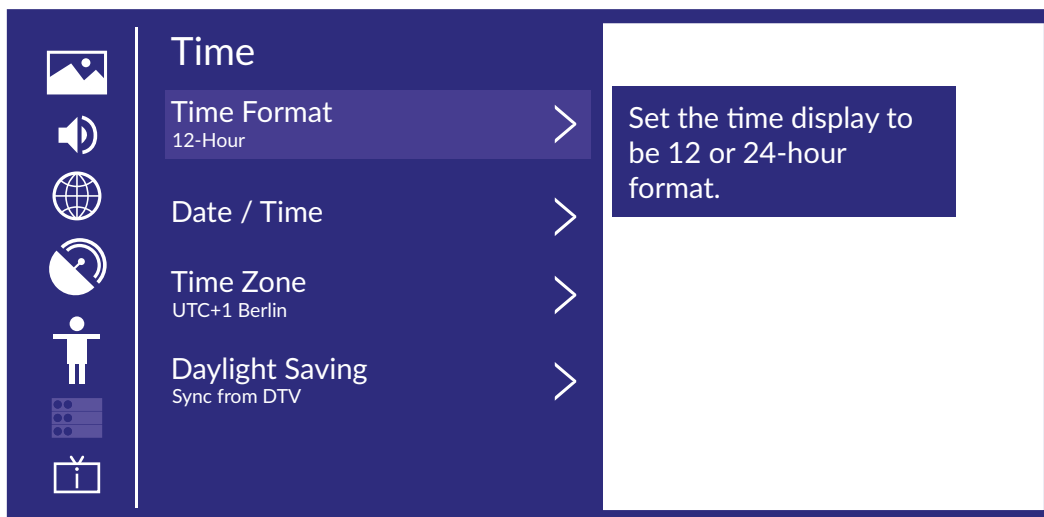 Time
Time Format
12-Hour
Date / Time
Time Zone
UTC+1 Berlin
Daylight Saving
Sync from DTV
Set the time display to
be 12 or 24-hour
format.
i